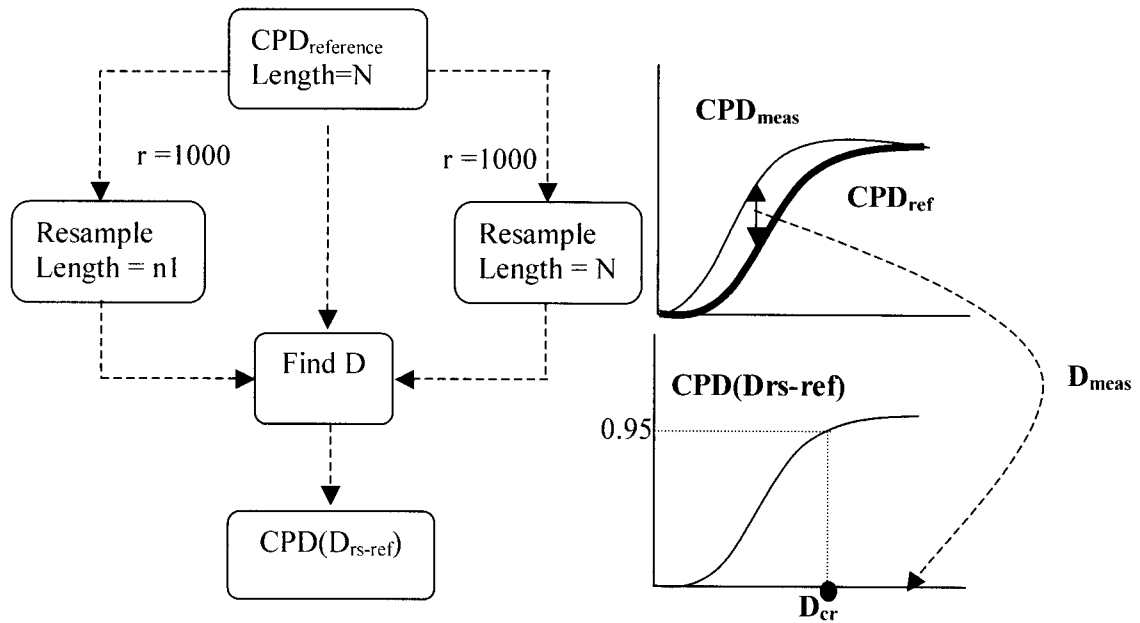 CPDreference
Length=N
r =1000
r =1000
Resample
Length = n1
Resample
Length = N
Find D
CPD(Drs-ref)
CPDmeas
CPDref
CPD(Drs-ref)
0.95
Dcr
Dmeas